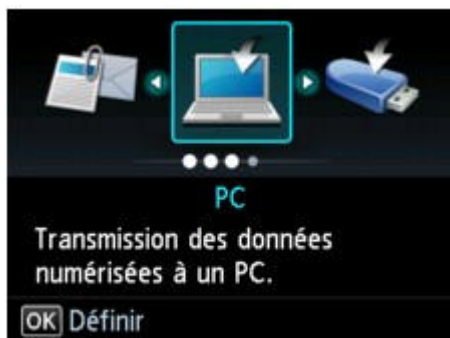 PC
Transmission des données
numérisées à un PC.
OK Définir